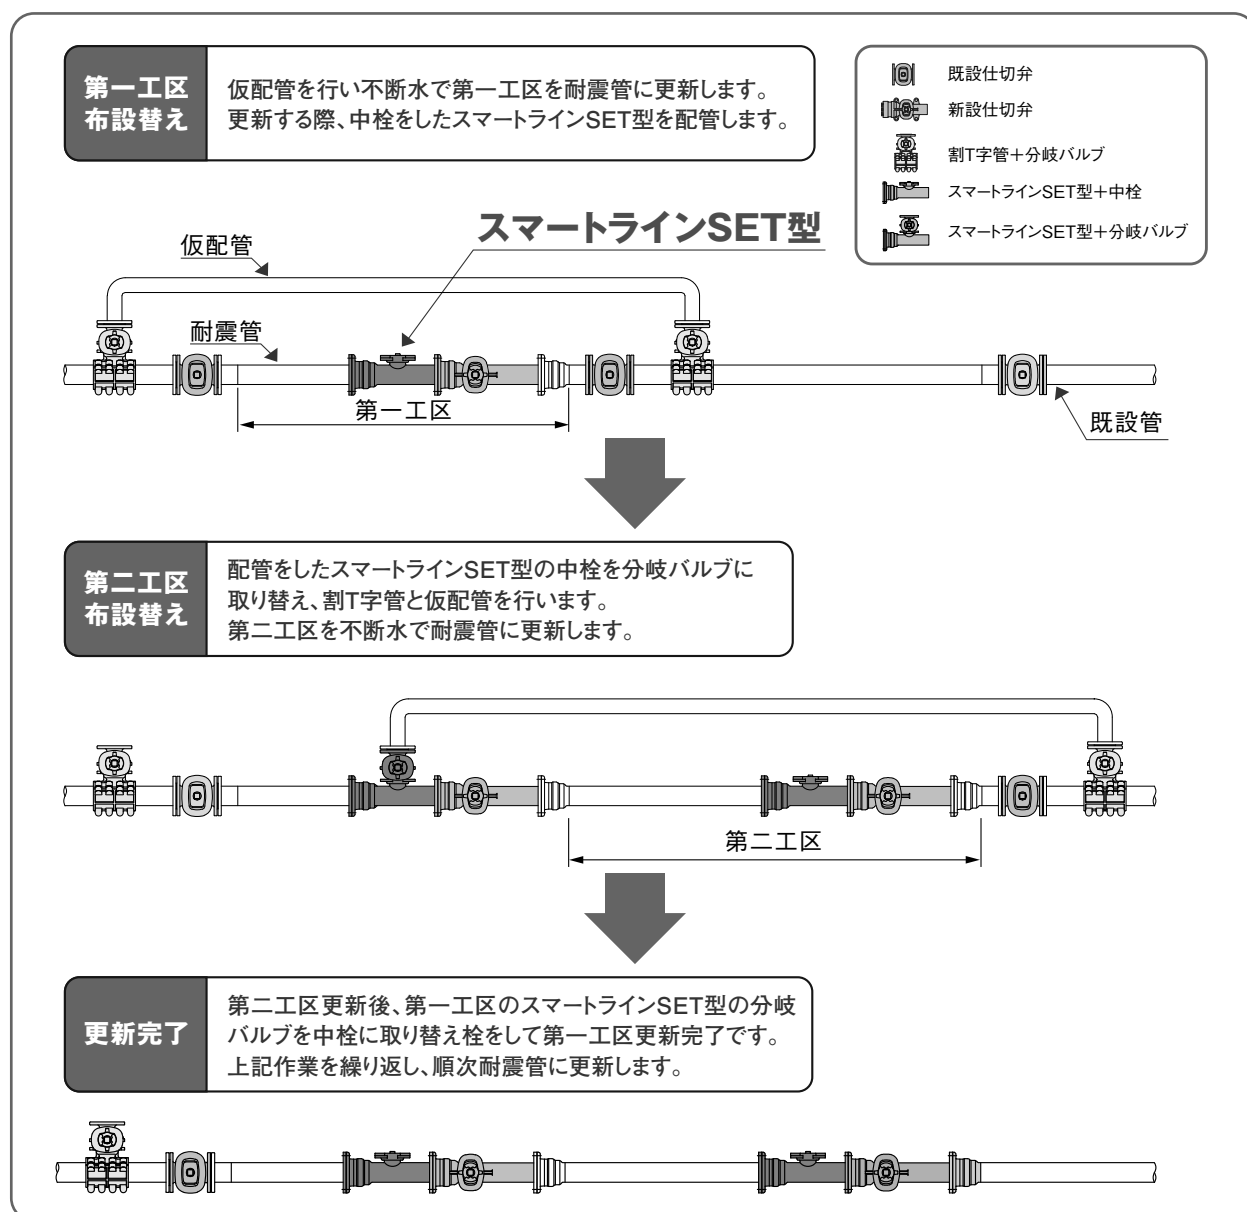 第一工区
布設替え
仮配管を行い不断水で第一工区を耐震管に更新します。
更新する際、中栓をしたスマートラインSET型を配管します。
既設仕切弁
新設仕切弁
割T字管+分岐バルブ
スマートラインSET型+中栓
スマートラインSET型+分岐バルブ
スマートラインSET型
仮配管
耐震管
第一工区
既設管
第二工区
布設替え
配管をしたスマートラインSET型の中栓を分岐バルブに
取り替え、割T字管と仮配管を行います。
第二工区を不断水で耐震管に更新します。
第二工区
更新完了
第二工区更新後、第一工区のスマートラインSET型の分岐
バルブを中栓に取り替え栓をして第一工区更新完了です。
上記作業を繰り返し、順次耐震管に更新します。